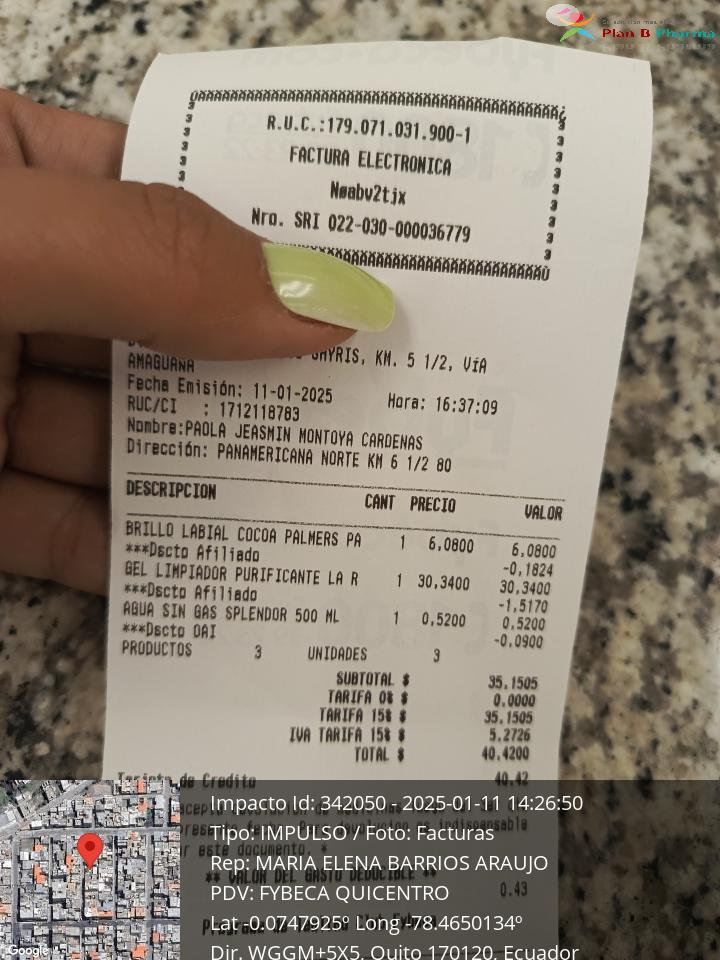 Plan B Pharma
R.U.C.:179.071.031.900-1
FACTURA ELECTRONICA
Nøabv2tjx
Nro. SRI 022-030-000036779
GHYRIS, KM. 5 1/2, VÍA
AMAGUAÑA
Fecha Emisión: 11-01-2025 Hora: 16:37:09
RUC/CI : 1712118783
Nombre:PAOLA JEASMIN MONTOYA CARDENAS
Dirección: PANAMERICANA NORTE KM 6 1/2 80
DESCRIPCION CANT PRECIO VALOR
BRILLO LABIAL COCOA PALMERS PA 1 6,0800 6,0800
***Dscto Afiliado -0,1824
GEL LIMPIADOR PURIFICANTE LA R 1 30,3400 30,3400
***Dscto Afiliado -1,5170
AGUA SIN GAS SPLENDOR 500 ML 1 0,5200 0.5200
***Dscto OAI -0.0900
PRODUCTOS 3 UNIDADES 3
SUBTOTAL $ 35,1505
TARIFA 0% $ 0.0000
TARIFA 15% $ 35.1505
IVA TARIFA 15% $ 5.2726
TOTAL $ 40.4200
Tarjeta de Credito 40.42
indispensable
este documento. *
** VALOR DEL GASTO DEDUCIBLE **
0.43
Impacto Id: 342050 - 2025-01-11 14:26:50
Tipo: IMPULSO / Foto: Facturas
Rep: MARIA ELENA BARRIOS ARAUJO
PDV: FYBECA QUICENTRO
Lat -0.0747925º Long -78.4650134º
Dir. WGGM+5X5, Quito 170120, Ecuador
Google